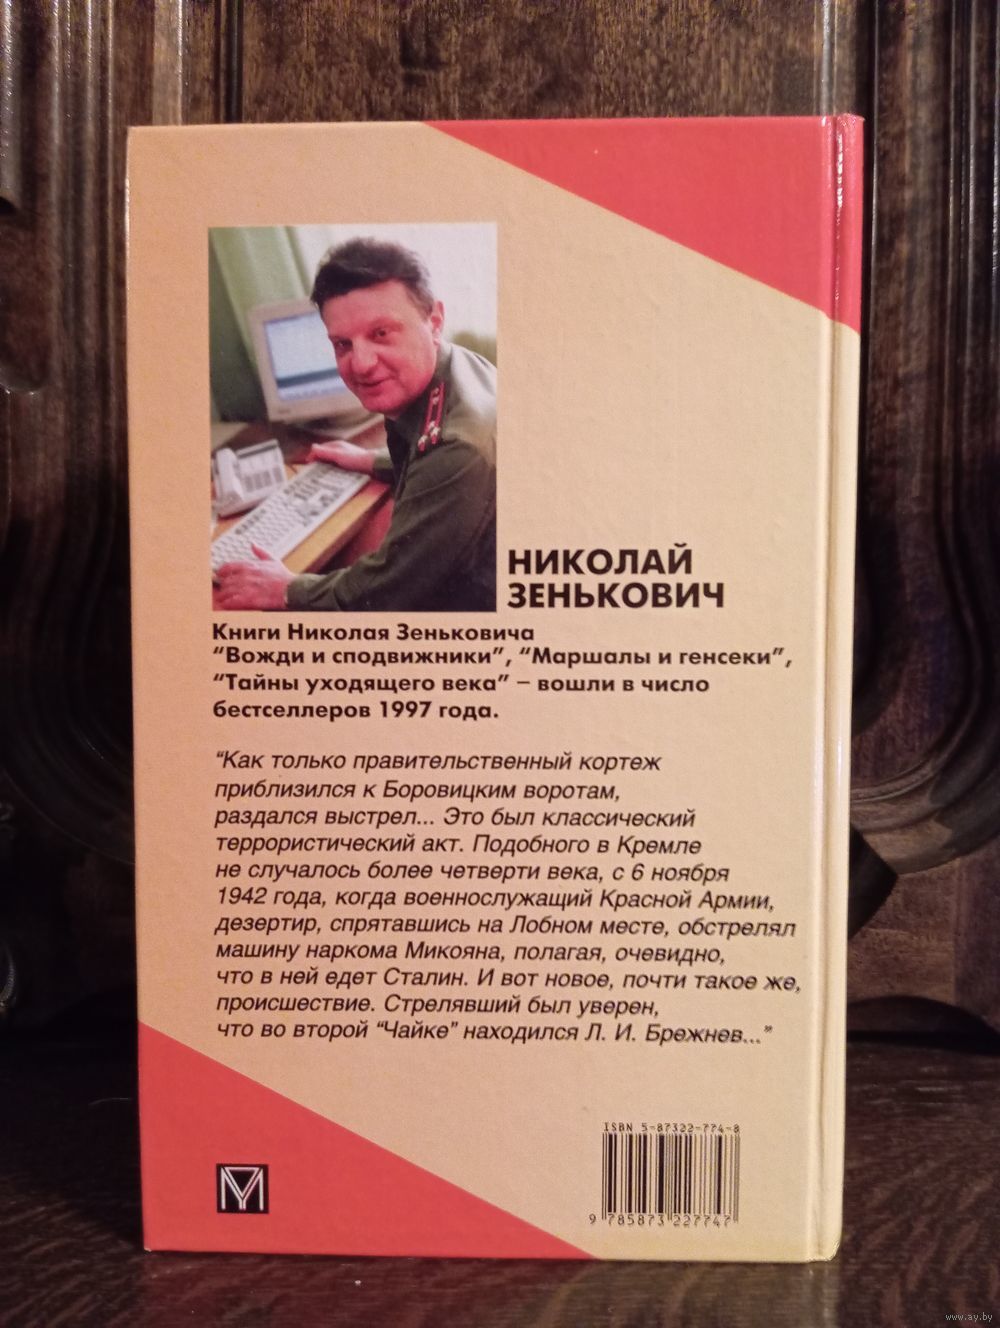 НИКОЛАЙ
ЗЕНЬКОВИЧ
Книги Николая Зеньковича
“Вожди и сподвижники”, “Маршалы и генсеки”,
“Тайны уходящего века” – вошли в число
бестселлеров 1997 года.
“Как только правительственный кортеж
приблизился к Боровицким воротам,
раздался выстрел... Это был классический
террористический акт. Подобного в Кремле
не случалось более четверти века, с 6 ноября
1942 года, когда военнослужащий Красной Армии,
дезертир, спрятавшись на Лобном месте, обстрелял
машину наркома Микояна, полагая, очевидно,
что в ней едет Сталин. И вот новое, почти такое же,
происшествие. Стрелявший был уверен,
что во второй “Чайке” находился Л. И. Брежнев...”
ISBN 5-87322-774-8
9 785873 227747
www.ay.by